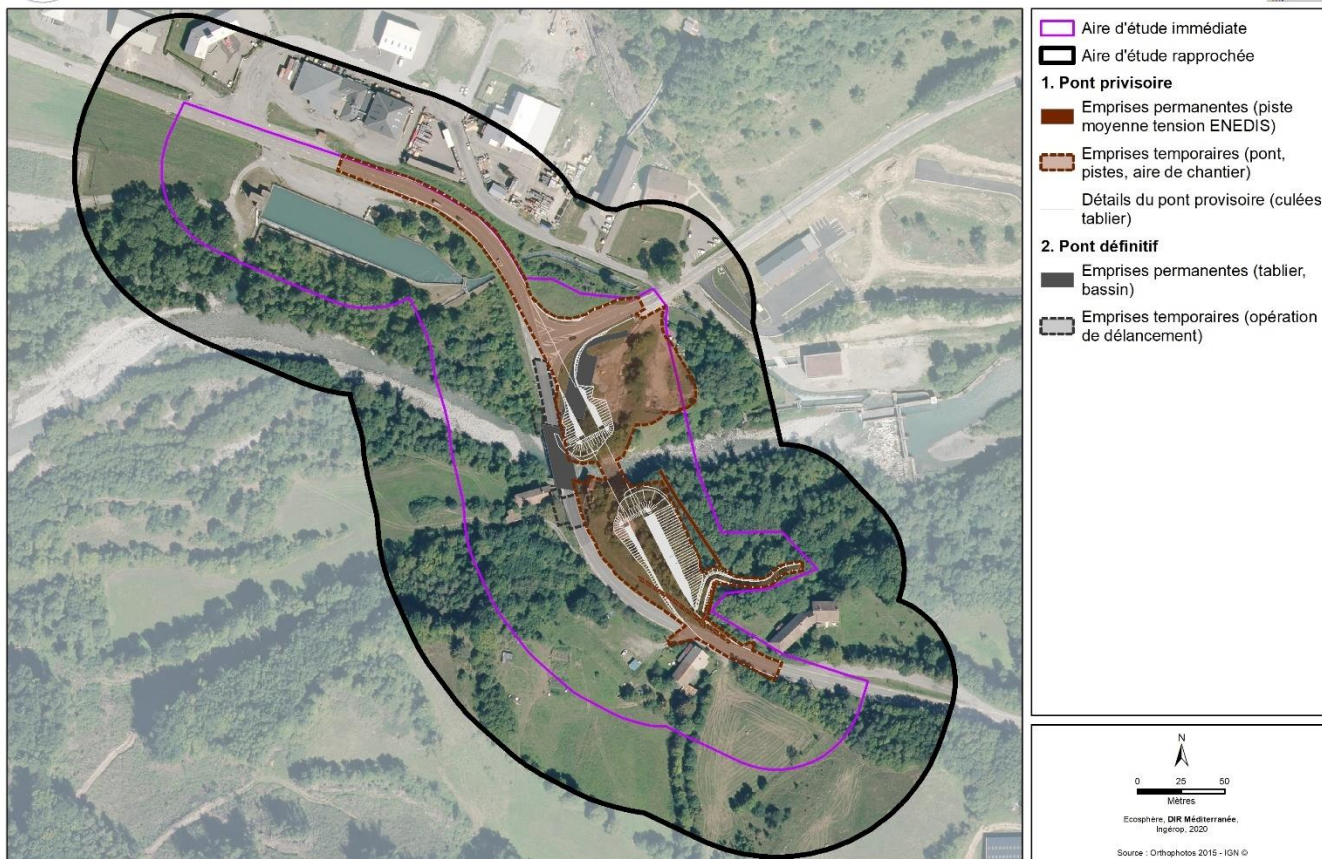 Aire d'étude immédiate
Aire d'étude rapprochée
1. Pont privisoire
Emprises permanentes (piste
moyenne tension ENEDIS)
Emprises temporaires (pont,
pistes, aire de chantier)
Détails du pont provisoire (culées,
tablier)
2. Pont définitif
Emprises permanentes (tablier,
bassin)
Emprises temporaires (opération
de délancement)
N
0 25 50
Mètres
Ecosphère, DIR Méditerranée,
Ingérop, 2020
Source : Orthophotos 2015 - IGN ©